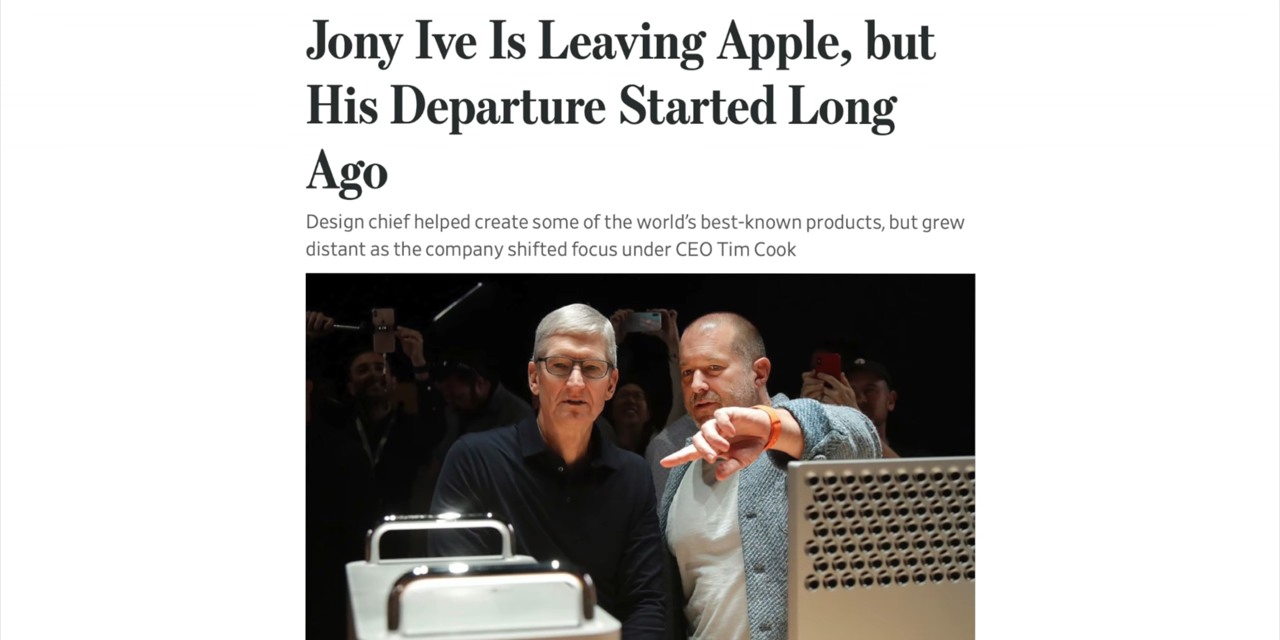 Jony Ive Is Leaving Apple, but
His Departure Started Long
Ago
Design chief helped create some of the world’s best-known products, but grew
distant as the company shifted focus under CEO Tim Cook